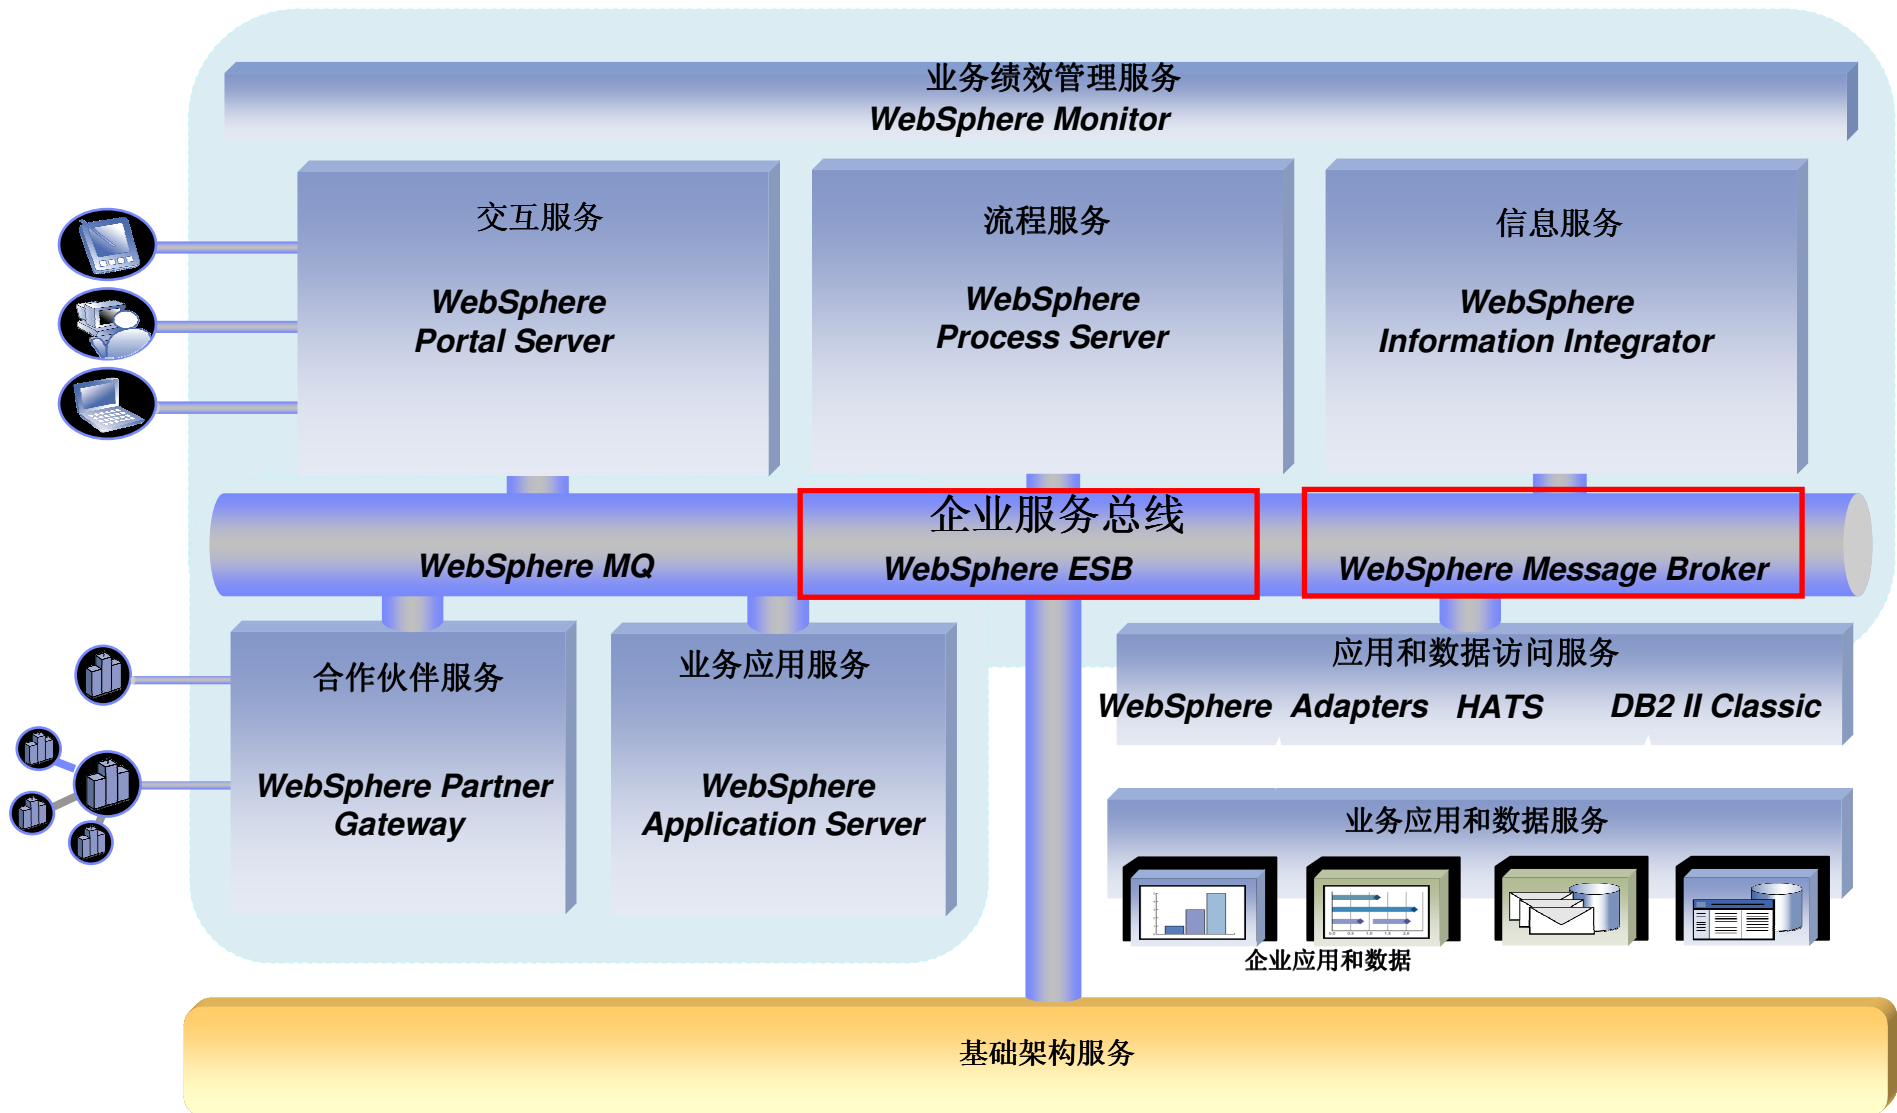 业务绩效管理服务
WebSphere Monitor
交互服务
WebSphere
Portal Server
流程服务
WebSphere
Process Server
信息服务
WebSphere
Information Integrator
企业服务总线
WebSphere MQ
WebSphere ESB
WebSphere Message Broker
合作伙伴服务
WebSphere Partner
Gateway
业务应用服务
WebSphere
Application Server
应用和数据访问服务
WebSphere Adapters HATS DB2 II Classic
业务应用和数据服务
企业应用和数据
基础架构服务